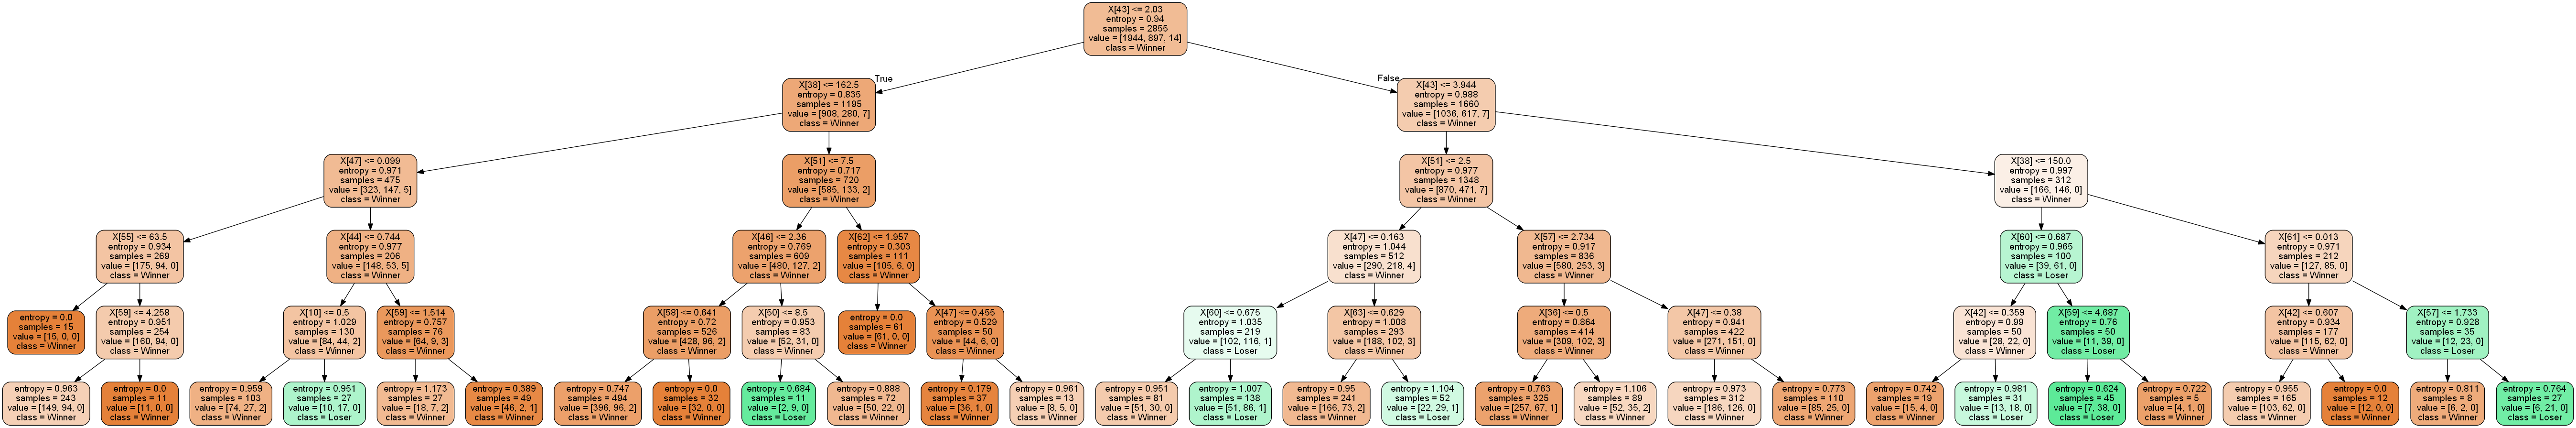 X[43] <= 2.03
entropy = 0.94
samples = 2855
value = [1944, 897, 14]
class = Winner
True
False
X[38] <= 162.5
entropy = 0.835
samples = 1195
value = [908, 280, 7]
class = Winner
X[43] <= 3.944
entropy = 0.988
samples = 1660
value = [1036, 617, 7]
class = Winner
X[47] <= 0.099
entropy = 0.971
samples = 475
value = [323, 147, 5]
class = Winner
X[51] <= 7.5
entropy = 0.717
samples = 720
value = [585, 133, 2]
class = Winner
X[51] <= 2.5
entropy = 0.977
samples = 1348
value = [870, 471, 7]
class = Winner
X[38] <= 150.0
entropy = 0.997
samples = 312
value = [166, 146, 0]
class = Winner
X[55] <= 63.5
entropy = 0.934
samples = 269
value = [175, 94, 0]
class = Winner
X[44] <= 0.744
entropy = 0.977
samples = 206
value = [148, 53, 5]
class = Winner
X[46] <= 2.36
entropy = 0.769
samples = 609
value = [480, 127, 2]
class = Winner
X[62] <= 1.957
entropy = 0.303
samples = 111
value = [105, 6, 0]
class = Winner
X[47] <= 0.163
entropy = 1.044
samples = 512
value = [290, 218, 4]
class = Winner
X[57] <= 2.734
entropy = 0.917
samples = 836
value = [580, 253, 3]
class = Winner
X[60] <= 0.687
entropy = 0.965
samples = 100
value = [39, 61, 0]
class = Loser
X[61] <= 0.013
entropy = 0.971
samples = 212
value = [127, 85, 0]
class = Winner
entropy = 0.0
samples = 15
value = [15, 0, 0]
class = Winner
X[59] <= 4.258
entropy = 0.951
samples = 254
value = [160, 94, 0]
class = Winner
X[10] <= 0.5
entropy = 1.029
samples = 130
value = [84, 44, 2]
class = Winner
X[59] <= 1.514
entropy = 0.757
samples = 76
value = [64, 9, 3]
class = Winner
X[58] <= 0.641
entropy = 0.72
samples = 526
value = [428, 96, 2]
class = Winner
X[50] <= 8.5
entropy = 0.953
samples = 83
value = [52, 31, 0]
class = Winner
entropy = 0.0
samples = 61
value = [61, 0, 0]
class = Winner
X[47] <= 0.455
entropy = 0.529
samples = 50
value = [44, 6, 0]
class = Winner
X[60] <= 0.675
entropy = 1.035
samples = 219
value = [102, 116, 1]
class = Loser
X[63] <= 0.629
entropy = 1.008
samples = 293
value = [188, 102, 3]
class = Winner
X[36] <= 0.5
entropy = 0.864
samples = 414
value = [309, 102, 3]
class = Winner
X[47] <= 0.38
entropy = 0.941
samples = 422
value = [271, 151, 0]
class = Winner
X[42] <= 0.359
entropy = 0.99
samples = 50
value = [28, 22, 0]
class = Winner
X[59] <= 4.687
entropy = 0.76
samples = 50
value = [11, 39, 0]
class = Loser
X[42] <= 0.607
entropy = 0.934
samples = 177
value = [115, 62, 0]
class = Winner
X[57] <= 1.733
entropy = 0.928
samples = 35
value = [12, 23, 0]
class = Loser
entropy = 0.963
samples = 243
value = [149, 94, 0]
class = Winner
entropy = 0.0
samples = 11
value = [11, 0, 0]
class = Winner
entropy = 0.959
samples = 103
value = [74, 27, 2]
class = Winner
entropy = 0.951
samples = 27
value = [10, 17, 0]
class = Loser
entropy = 1.173
samples = 27
value = [18, 7, 2]
class = Winner
entropy = 0.389
samples = 49
value = [46, 2, 1]
class = Winner
entropy = 0.747
samples = 494
value = [396, 96, 2]
class = Winner
entropy = 0.0
samples = 32
value = [32, 0, 0]
class = Winner
entropy = 0.684
samples = 11
value = [2, 9, 0]
class = Loser
entropy = 0.888
samples = 72
value = [50, 22, 0]
class = Winner
entropy = 0.179
samples = 37
value = [36, 1, 0]
class = Winner
entropy = 0.961
samples = 13
value = [8, 5, 0]
class = Winner
entropy = 0.951
samples = 81
value = [51, 30, 0]
class = Winner
entropy = 1.007
samples = 138
value = [51, 86, 1]
class = Loser
entropy = 0.95
samples = 241
value = [166, 73, 2]
class = Winner
entropy = 1.104
samples = 52
value = [22, 29, 1]
class = Loser
entropy = 0.763
samples = 325
value = [257, 67, 1]
class = Winner
entropy = 1.106
samples = 89
value = [52, 35, 2]
class = Winner
entropy = 0.973
samples = 312
value = [186, 126, 0]
class = Winner
entropy = 0.773
samples = 110
value = [85, 25, 0]
class = Winner
entropy = 0.742
samples = 19
value = [15, 4, 0]
class = Winner
entropy = 0.981
samples = 31
value = [13, 18, 0]
class = Loser
entropy = 0.624
samples = 45
value = [7, 38, 0]
class = Loser
entropy = 0.722
samples = 5
value = [4, 1, 0]
class = Winner
entropy = 0.955
samples = 165
value = [103, 62, 0]
class = Winner
entropy = 0.0
samples = 12
value = [12, 0, 0]
class = Winner
entropy = 0.811
samples = 8
value = [6, 2, 0]
class = Winner
entropy = 0.764
samples = 27
value = [6, 21, 0]
class = Loser